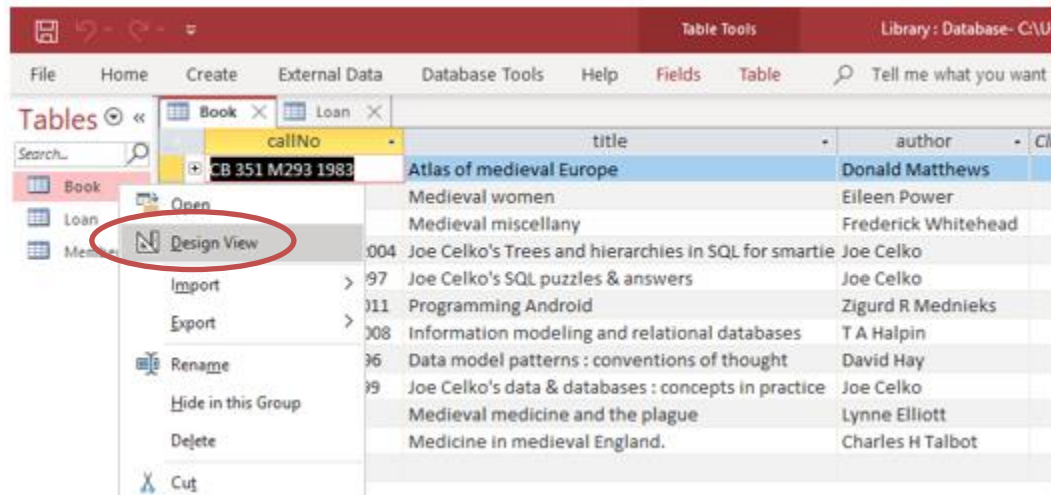 Table Tools Library : Database- C:\U
File Home Create External Data Database Tools Help Fields Table Tell me what you want
Tables « Book Loan
Search...
callNo title author
CB 351 M293 1983 Atlas of medieval Europe Donald Matthews
Book Medieval women Eileen Power
Open
Loan Medieval miscellany Frederick Whitehead
Design View
004 Joe Celko's Trees and hierarchies in SQL for smartie Joe Celko
Import 97 Joe Celko's SQL puzzles & answers Joe Celko
011 Programming Android Zigurd R Mednieks
Export 008 Information modeling and relational databases T A Halpin
Rename 96 Data model patterns : conventions of thought David Hay
99 Joe Celko's data & databases : concepts in practice Joe Celko
Hide in this Group
Medieval medicine and the plague Lynne Elliott
Delete Medicine in medieval England. Charles H Talbot
Cut